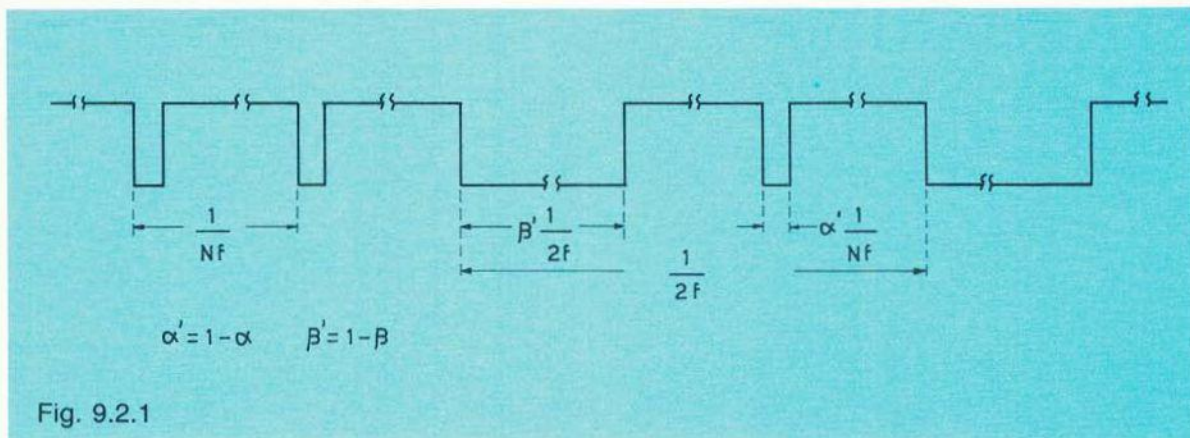 1/Nf β' 1/2f α' 1/Nf
1/2f
α' = 1-α β' = 1-β
Fig. 9.2.1